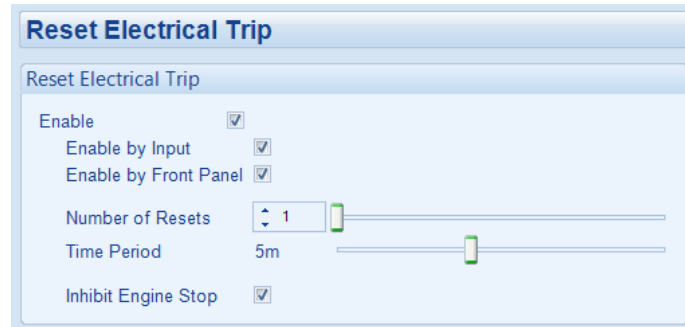 Reset Electrical Trip
Reset Electrical Trip
Enable
Enable by Input
Enable by Front Panel
Number of Resets 1
Time Period 5m
Inhibit Engine Stop